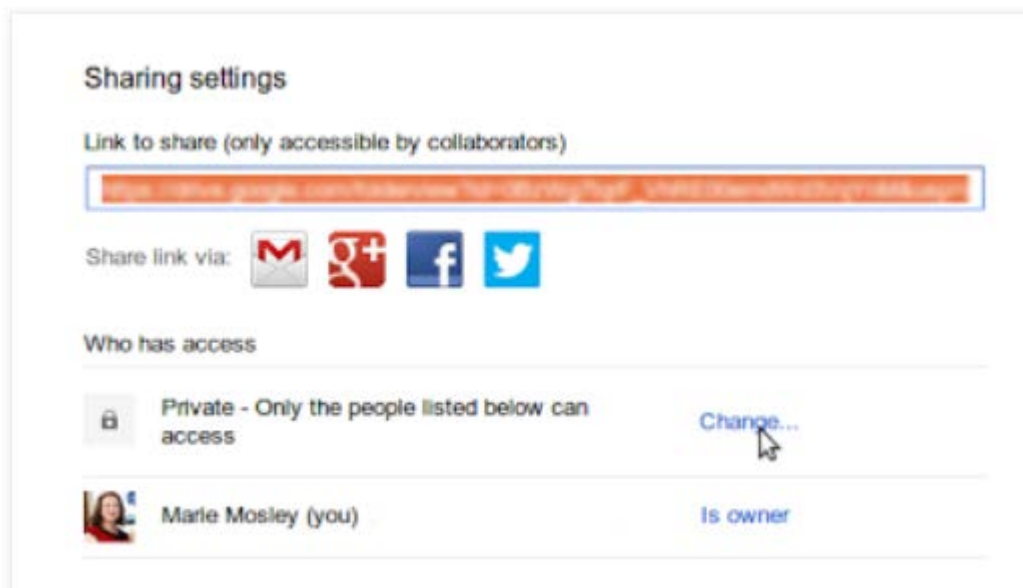 Sharing settings
Link to share (only accessible by collaborators)
Share link via: M g+ f
Who has access
Private - Only the people listed below can
access
Change...
Marie Mosley (you)
Is owner